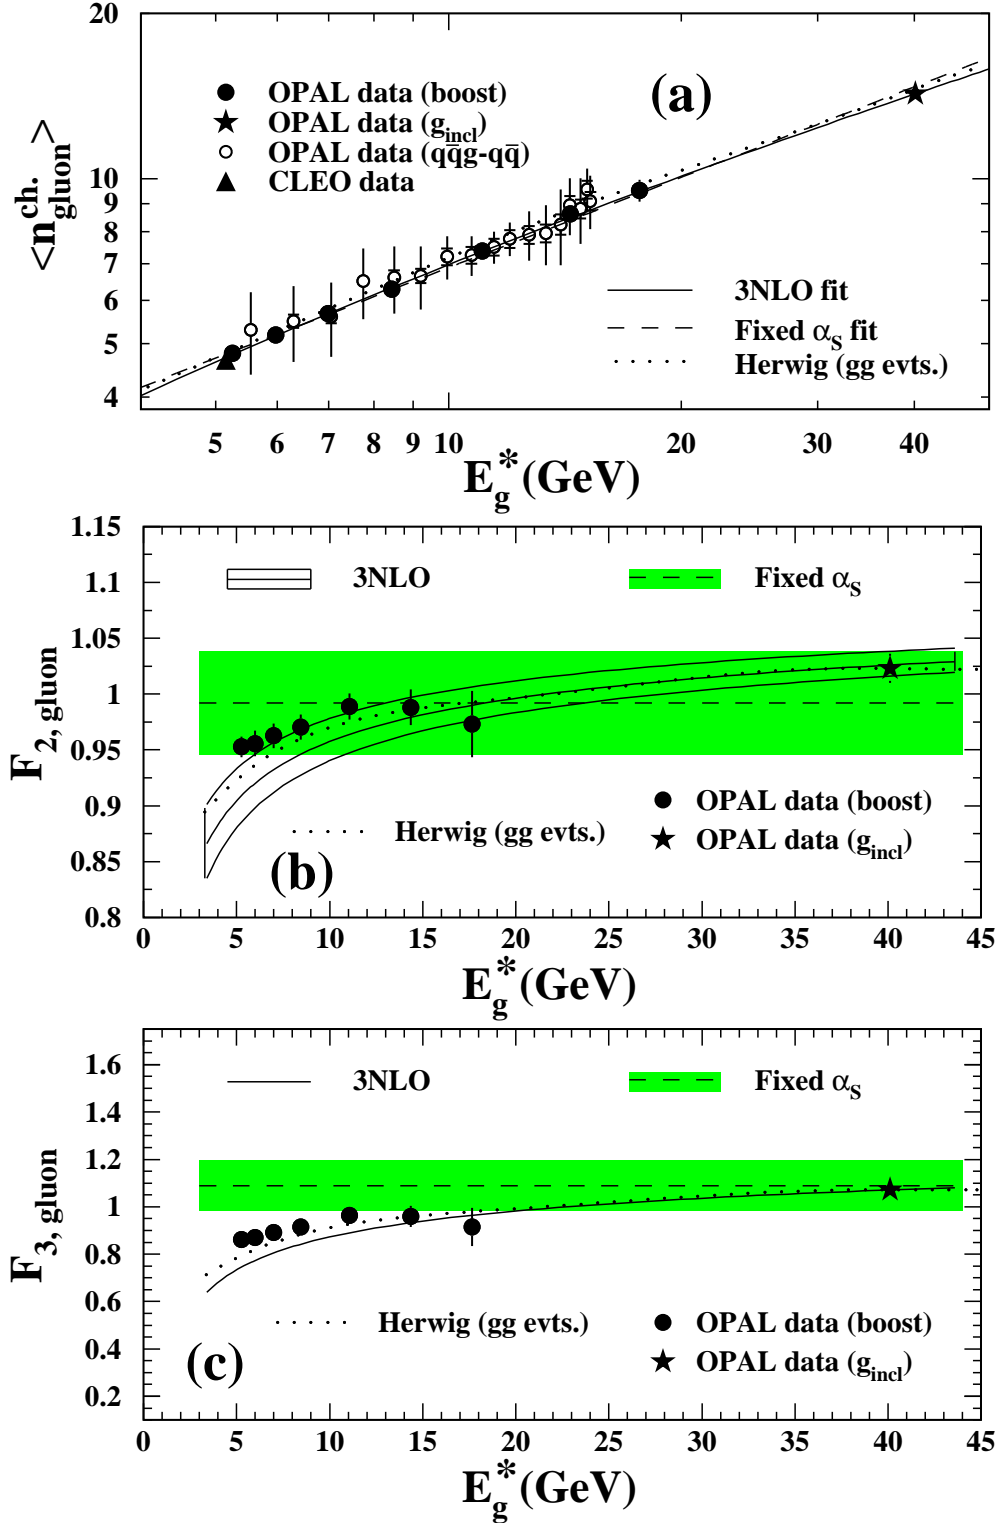 20
10
9
8
7
6
5
4
<n_gluon^ch.>
OPAL data (boost)
OPAL data (g_incl)
OPAL data (qq̅g-qq̅)
CLEO data
(a)
3NLO fit
Fixed α_S fit
Herwig (gg evts.)
5 6 7 8 9 10 20 30 40
E_g^* (GeV)
1.15
1.1
1.05
1
0.95
0.9
0.85
0.8
F_2, gluon
3NLO
Fixed α_S
OPAL data (boost)
Herwig (gg evts.)
OPAL data (g_incl)
(b)
0 5 10 15 20 25 30 35 40 45
E_g^* (GeV)
1.6
1.4
1.2
1
0.8
0.6
0.4
0.2
F_3, gluon
3NLO
Fixed α_S
Herwig (gg evts.)
OPAL data (boost)
OPAL data (g_incl)
(c)
0 5 10 15 20 25 30 35 40 45
E_g^* (GeV)